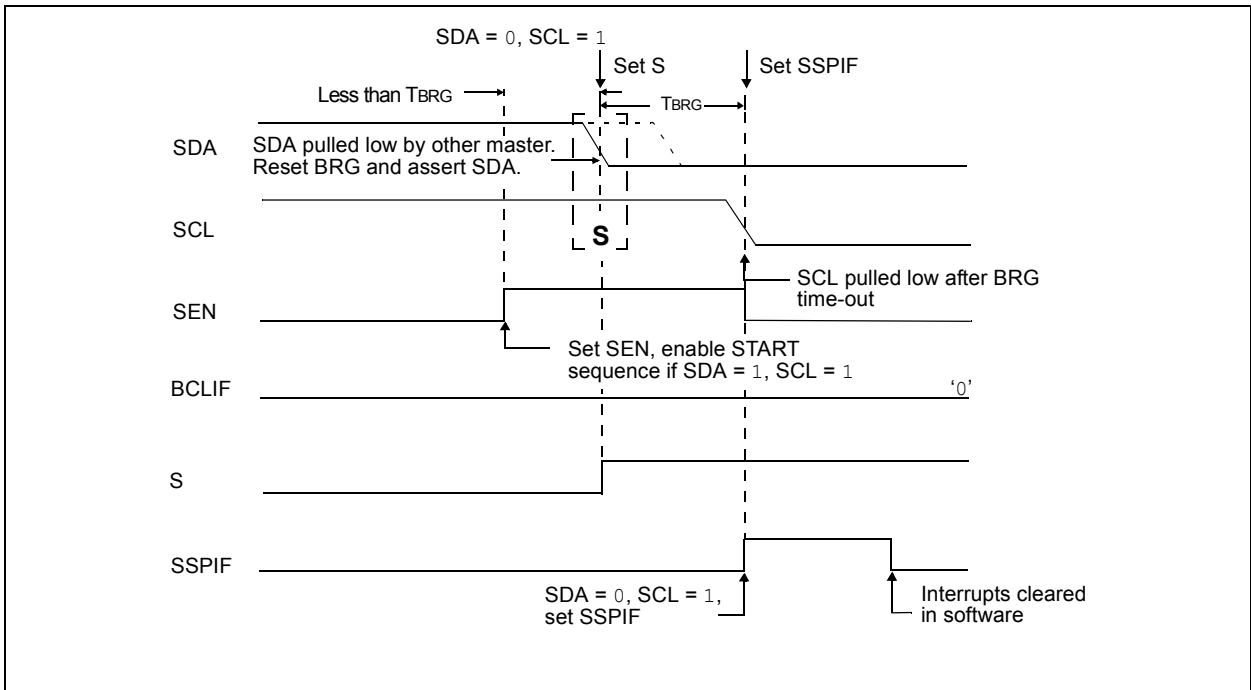 SDA = 0, SCL = 1
Set S
Set SSPIF
Less than TBRG
TBRG
SDA
SDA pulled low by other master.
Reset BRG and assert SDA.
SCL
S
SCL pulled low after BRG
time-out
SEN
Set SEN, enable START
sequence if SDA = 1, SCL = 1
BCLIF
‘0’
S
SSPIF
SDA = 0, SCL = 1,
set SSPIF
Interrupts cleared
in software